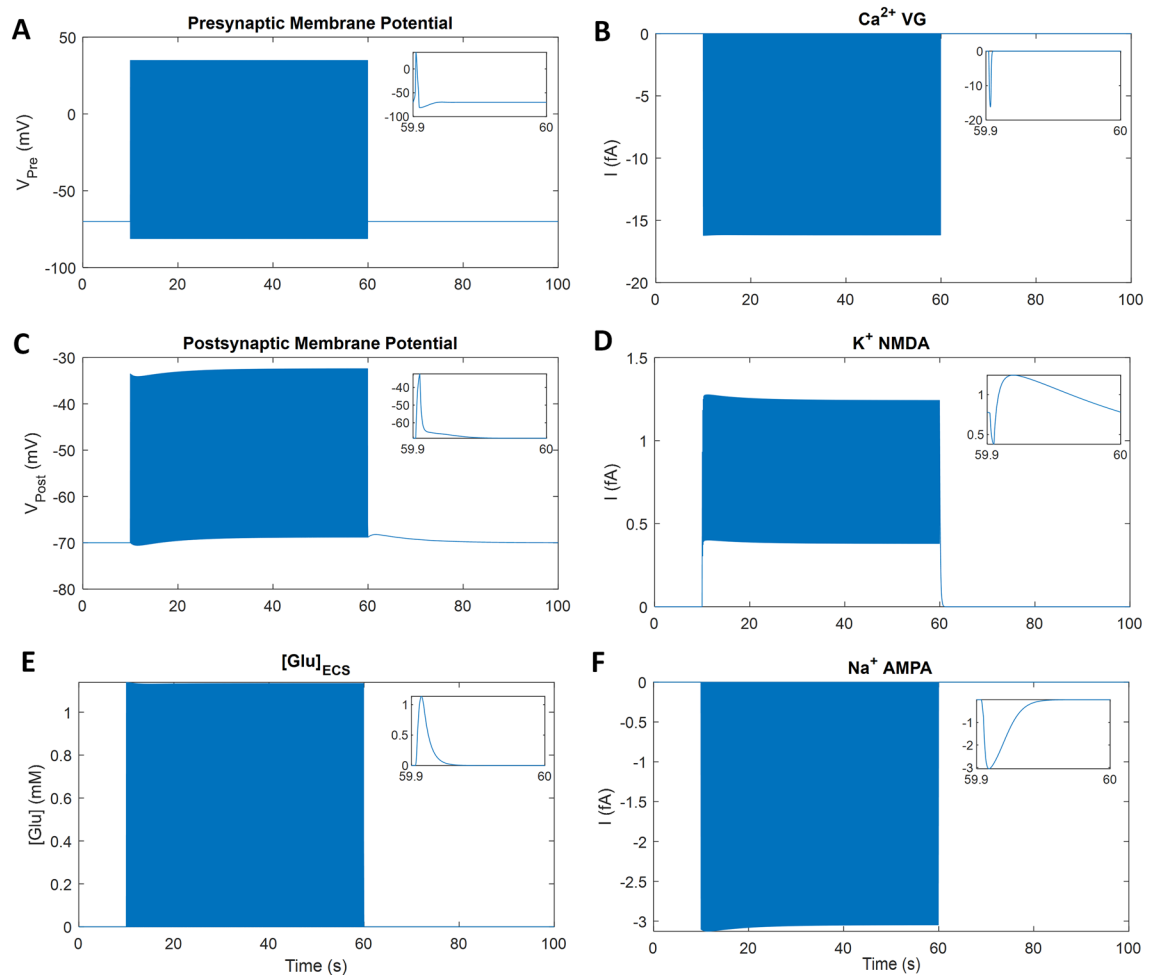 A
Presynaptic Membrane Potential
50
0
-50
-100
V_Pre (mV)
0 20 40 60 80 100
0
-50
-100
59.9 60
B
Ca²⁺ VG
0
-5
-10
-15
-20
I (fA)
0 20 40 60 80 100
0
-10
-20
59.9 60
C
Postsynaptic Membrane Potential
-30
-40
-50
-60
-70
-80
V_Post (mV)
0 20 40 60 80 100
-40
-50
-60
59.9 60
D
K⁺ NMDA
1.5
1
0.5
0
I (fA)
0 20 40 60 80 100
1
0.5
59.9 60
E
[Glu]_ECS
1
0.8
0.6
0.4
0.2
0
[Glu] (mM)
0 20 40 60 80 100
Time (s)
1
0.5
0
59.9 60
F
Na⁺ AMPA
0
-0.5
-1
-1.5
-2
-2.5
-3
I (fA)
0 20 40 60 80 100
Time (s)
-1
-2
-3
59.9 60